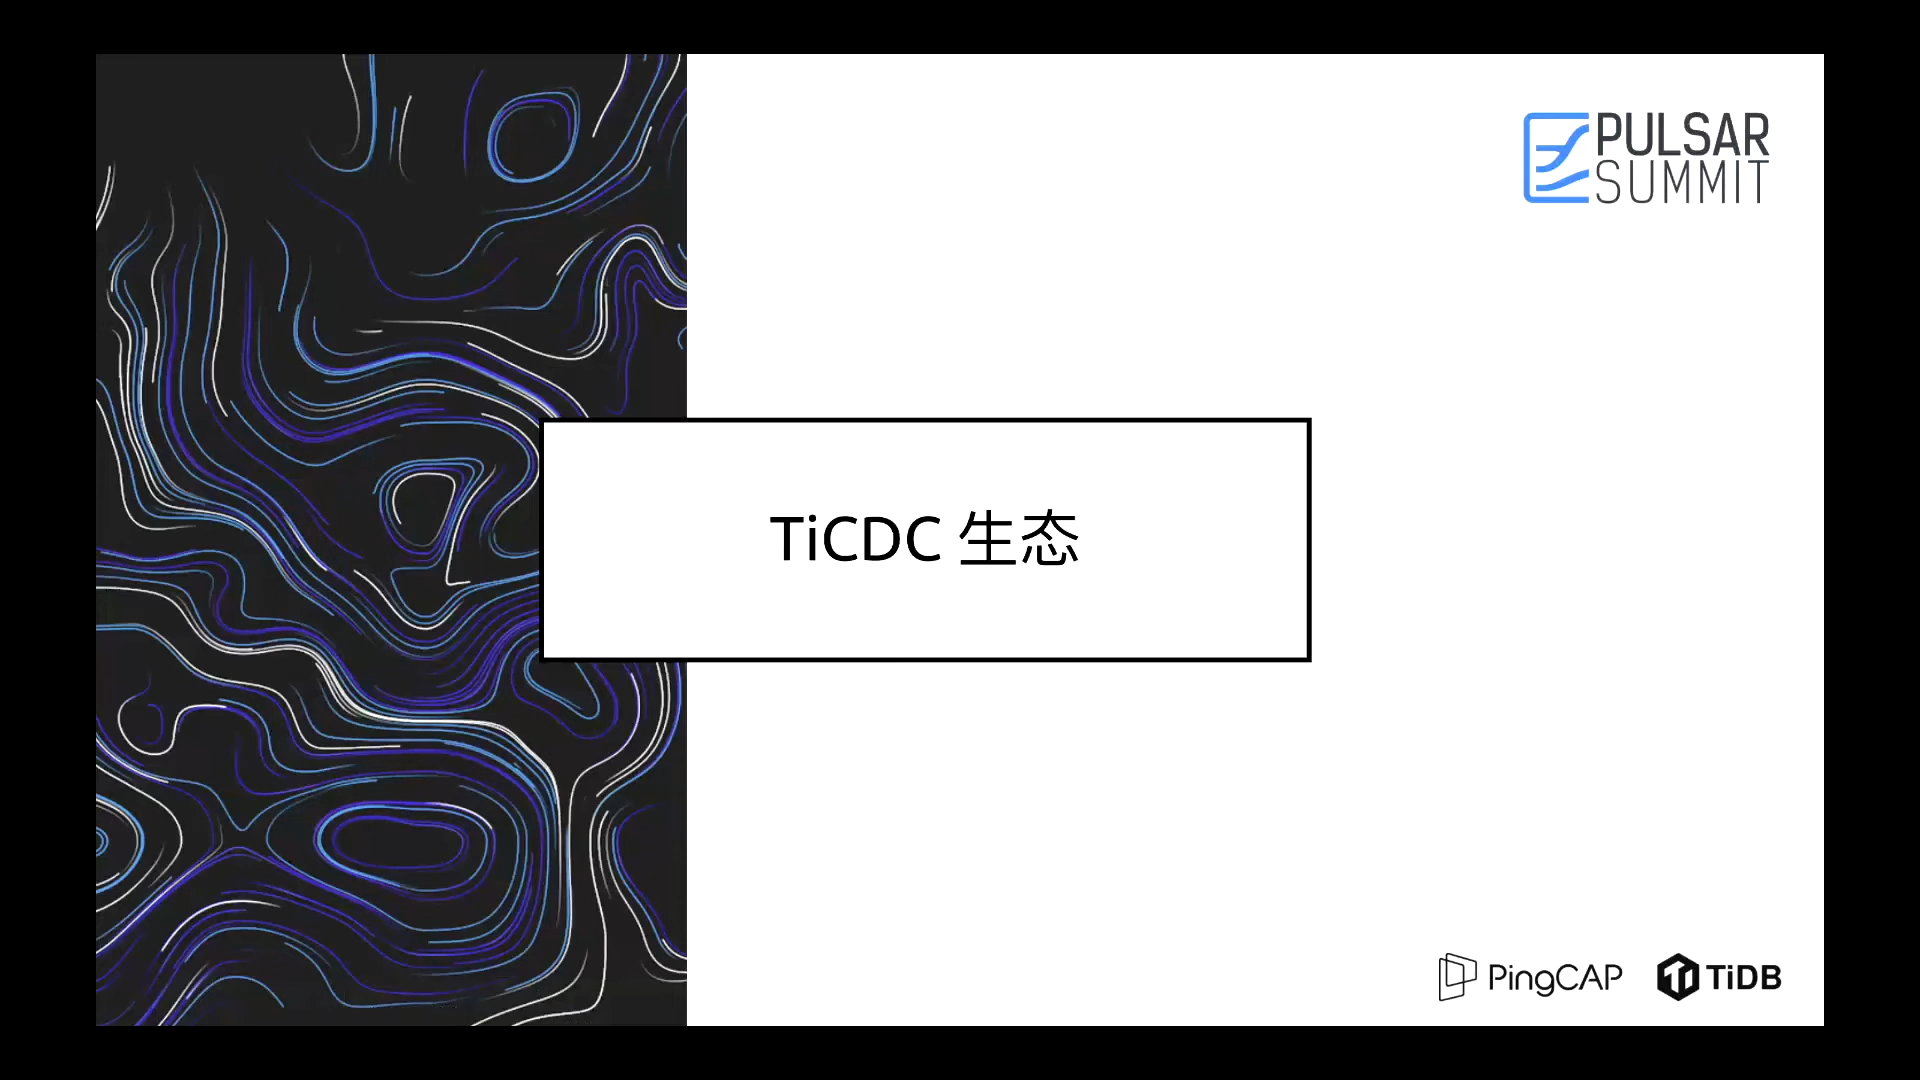 PULSAR
SUMMIT
TiCDC 生态
PingCAP TiDB